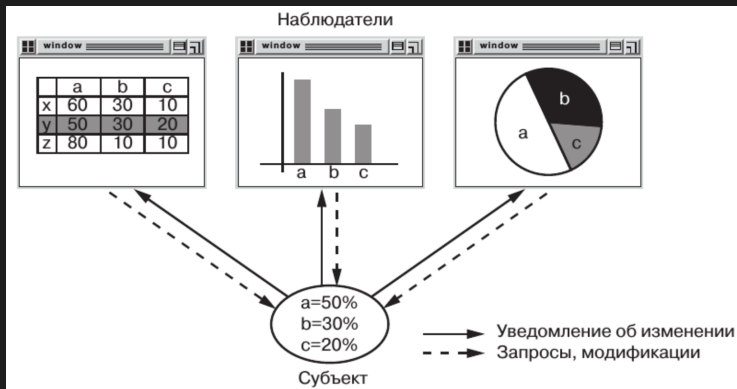 Наблюдатели
window
window
window
a b c
x 60 30 10
y 50 30 20
z 80 10 10
a b c
a
b
c
a=50%
b=30%
c=20%
Субъект
Уведомление об изменении
Запросы, модификации